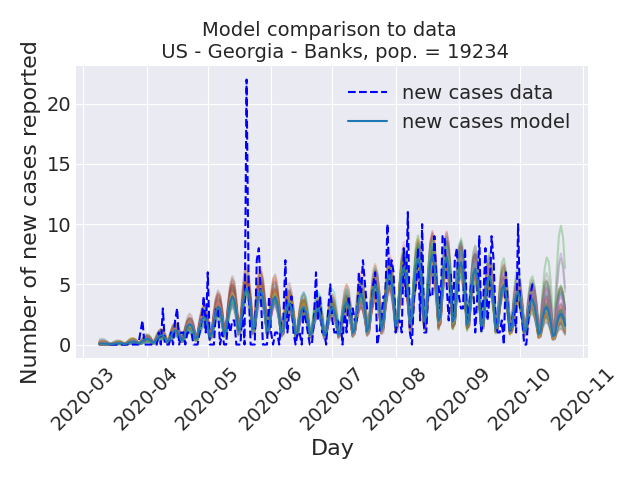 Model comparison to data
US - Georgia - Banks, pop. = 19234
Number of new cases reported
20
15
10
5
0
new cases data
new cases model
2020-03
2020-04
2020-05
2020-06
2020-07
2020-08
2020-09
2020-10
2020-11
Day